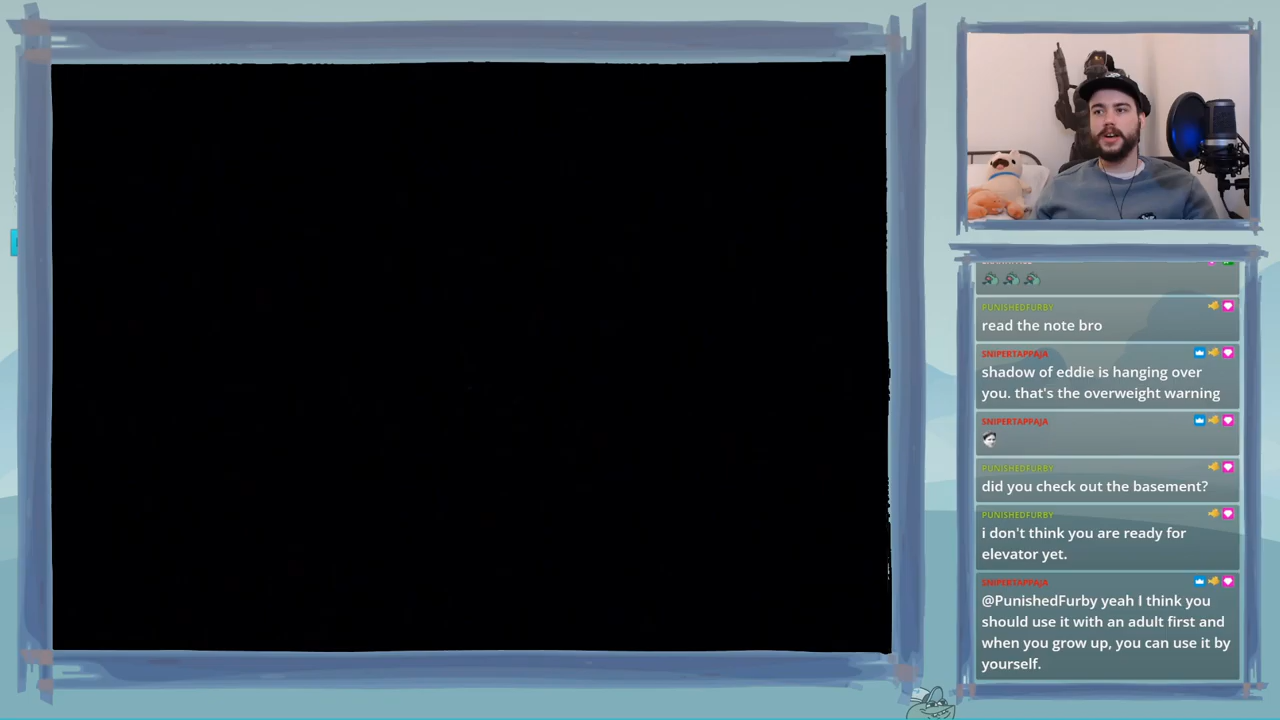 PUNISHEDFURBY
read the note bro
SNIPERTAPPAJA
shadow of eddie is hanging over
you. that's the overweight warning
SNIPERTAPPAJA
PUNISHEDFURBY
did you check out the basement?
PUNISHEDFURBY
i don't think you are ready for
elevator yet.
SNIPERTAPPAJA
@PunishedFurby yeah I think you
should use it with an adult first and
when you grow up, you can use it by
yourself.